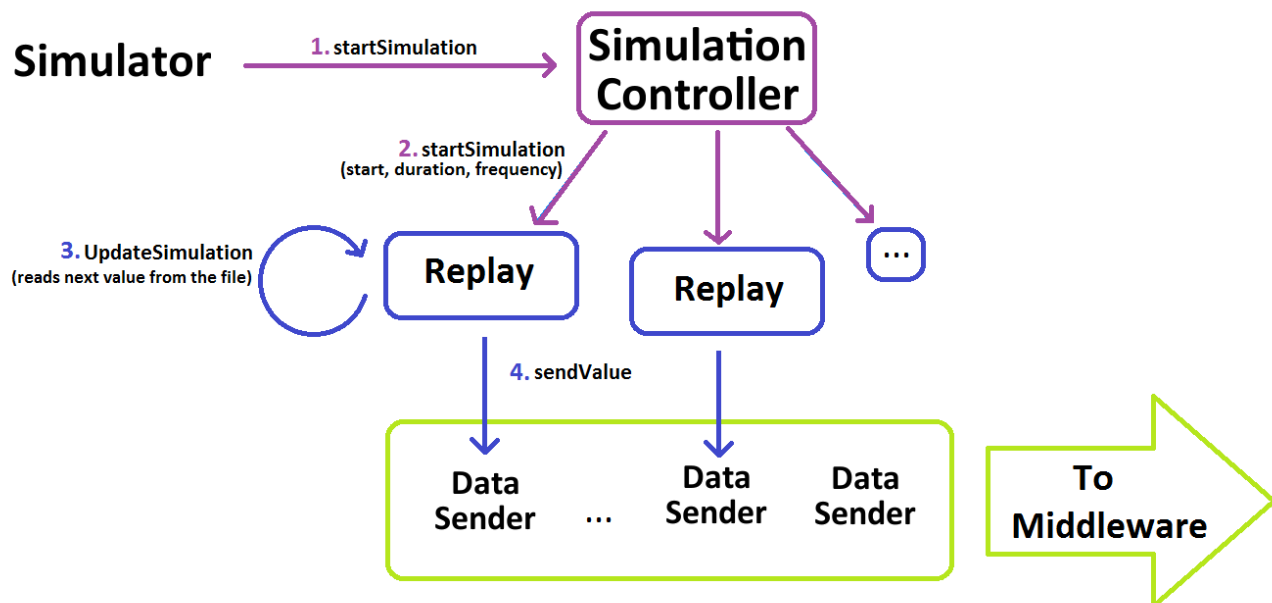 Simulator
1. startSimulation
Simulation
Controller
2. startSimulation
(start, duration, frequency)
3. UpdateSimulation
(reads next value from the file)
Replay
Replay
...
4. sendValue
Data
Sender
...
Data
Sender
Data
Sender
To
Middleware